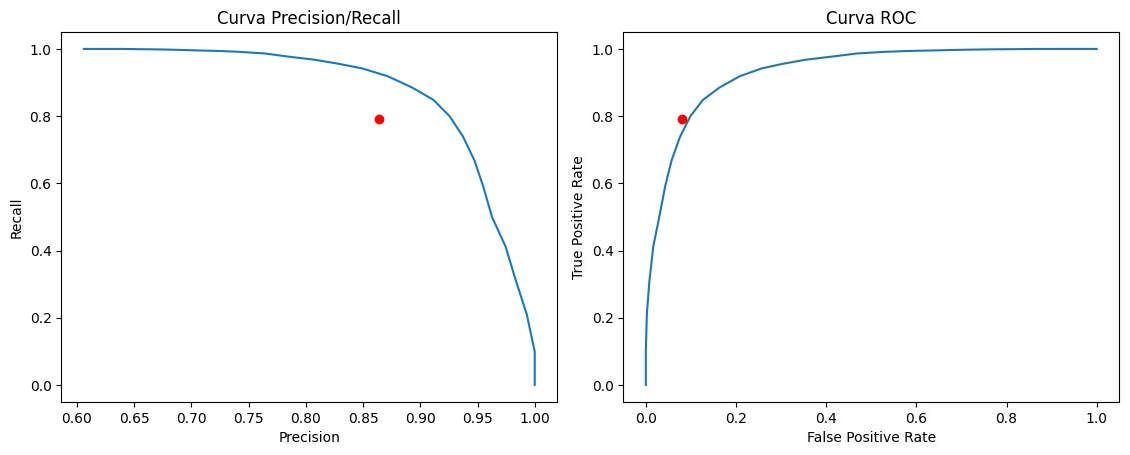 Curva Precision/Recall
Recall
1.0
0.8
0.6
0.4
0.2
0.0
0.60 0.65 0.70 0.75 0.80 0.85 0.90 0.95 1.00
Precision
Curva ROC
True Positive Rate
1.0
0.8
0.6
0.4
0.2
0.0
0.0 0.2 0.4 0.6 0.8 1.0
False Positive Rate